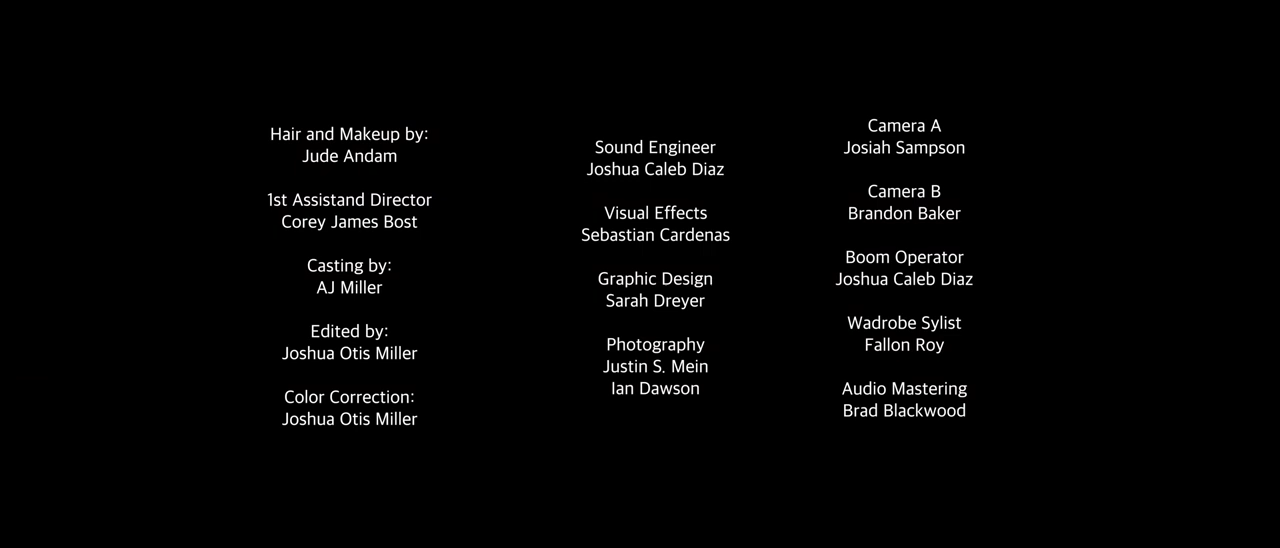 Hair and Makeup by:
Jude Andam
1st Assistand Director
Corey James Bost
Casting by:
AJ Miller
Edited by:
Joshua Otis Miller
Color Correction:
Joshua Otis Miller
Sound Engineer
Joshua Caleb Diaz
Visual Effects
Sebastian Cardenas
Graphic Design
Sarah Dreyer
Photography
Justin S. Mein
Ian Dawson
Camera A
Josiah Sampson
Camera B
Brandon Baker
Boom Operator
Joshua Caleb Diaz
Wadrobe Sylist
Fallon Roy
Audio Mastering
Brad Blackwood